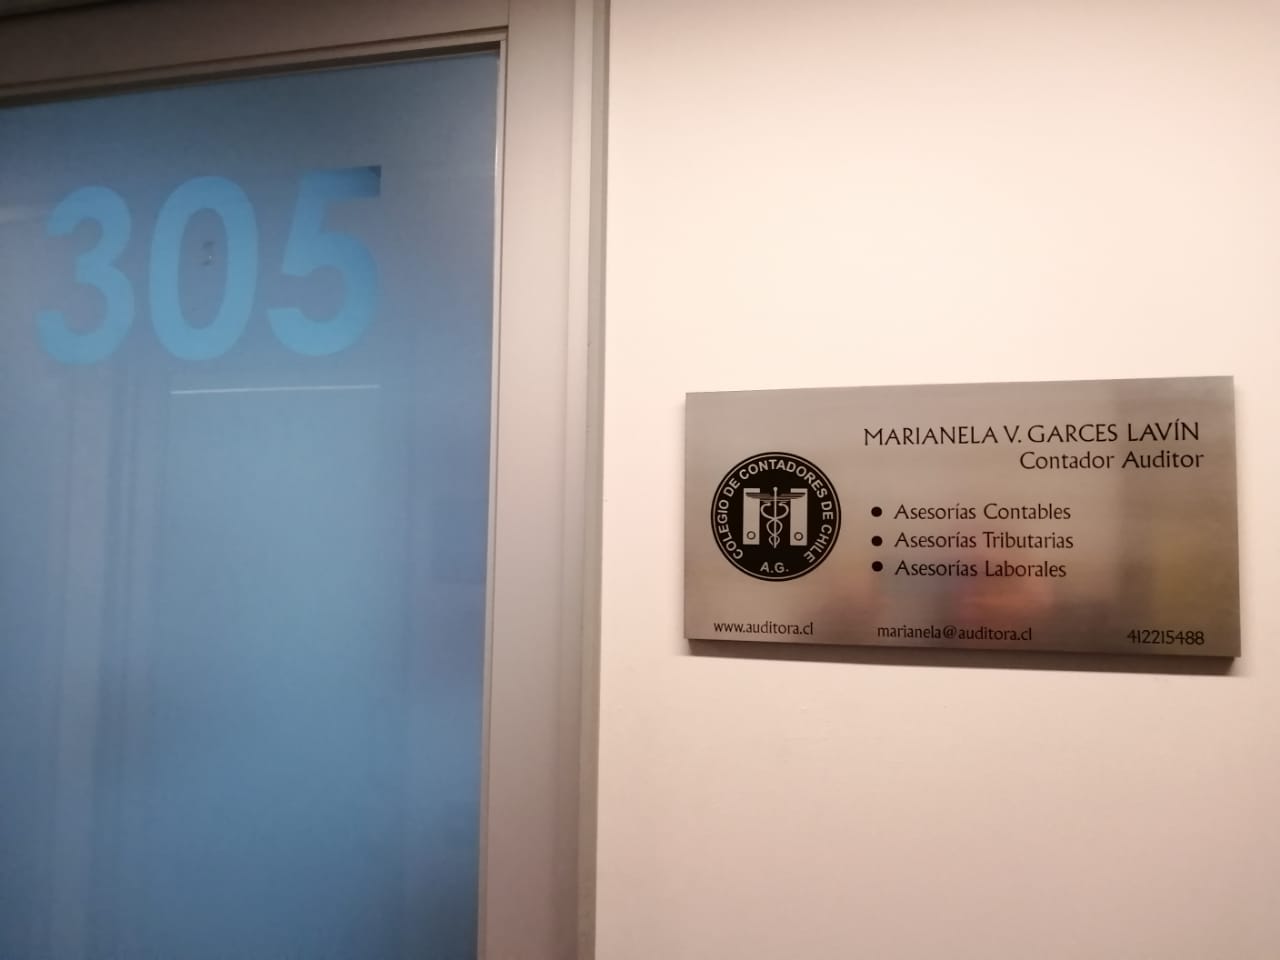 305
MARIANELA V. GARCES LAVÍN
Contador Auditor
COLEGIO DE CONTADORES DE CHILE
A.G.
● Asesorías Contables
● Asesorías Tributarias
● Asesorías Laborales
www.auditora.cl
marianela@auditora.cl
412215488